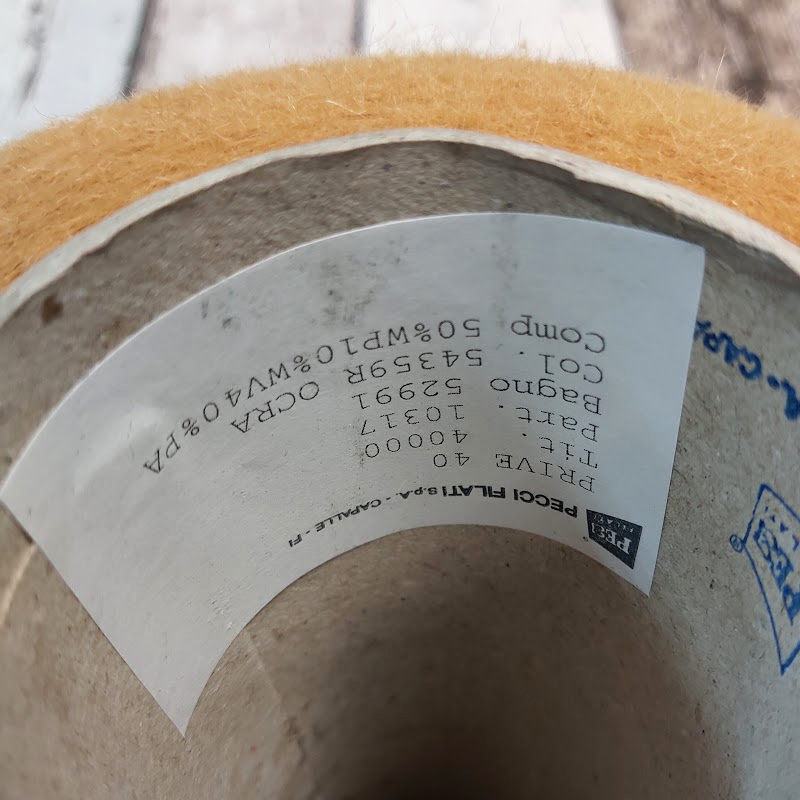 PECCI FILATI S.p.A. - CAPALLE - FI
PRIVE 40
Tit. 40000
Part. 10317
Bagno 52991
Col. 54359R OCRA
Comp 50%WP10%WV40%PA